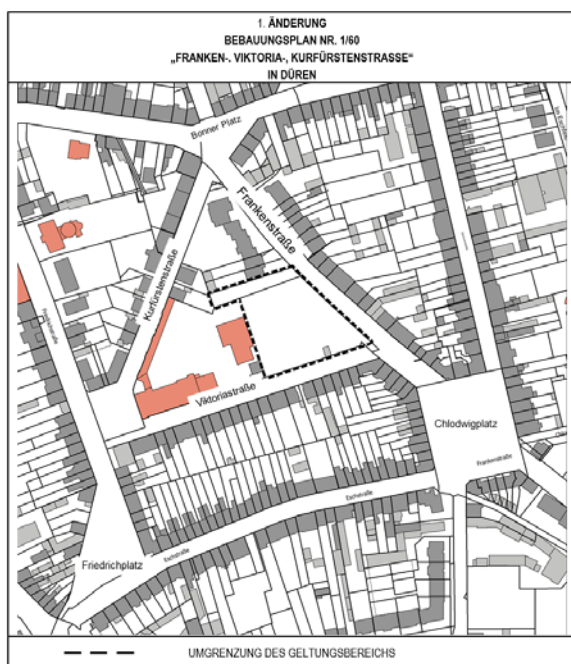 1. ÄNDERUNG
BEBAUUNGSPLAN NR. 1/60
„FRANKEN-. VIKTORIA-, KURFÜRSTENSTRASSE“
IN DÜREN
Bonner Platz
Frankenstraße
Kurfürstenstraße
Friedrichstraße
Viktoriastraße
Chlodwigplatz
Frankenstraße
Eschstraße
Eschstraße
Friedrichplatz
UMGRENZUNG DES GELTUNGSBEREICHS